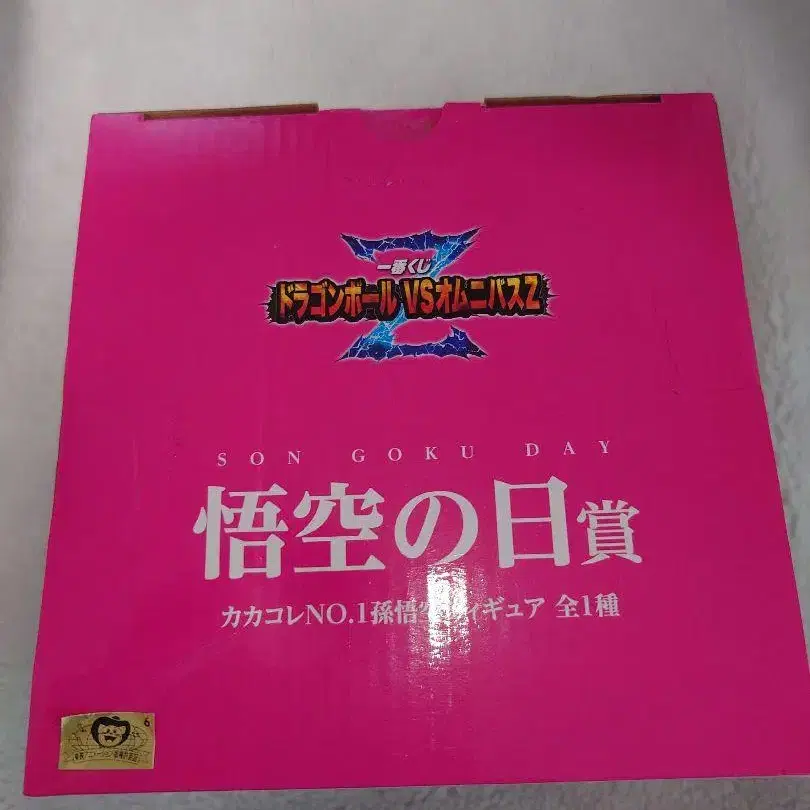 一番くじ
ドラゴンボール VSオムニバスZ
SON GOKU DAY
悟空の日賞
カカコレNO.1孫悟空フィギュア 全1種
6